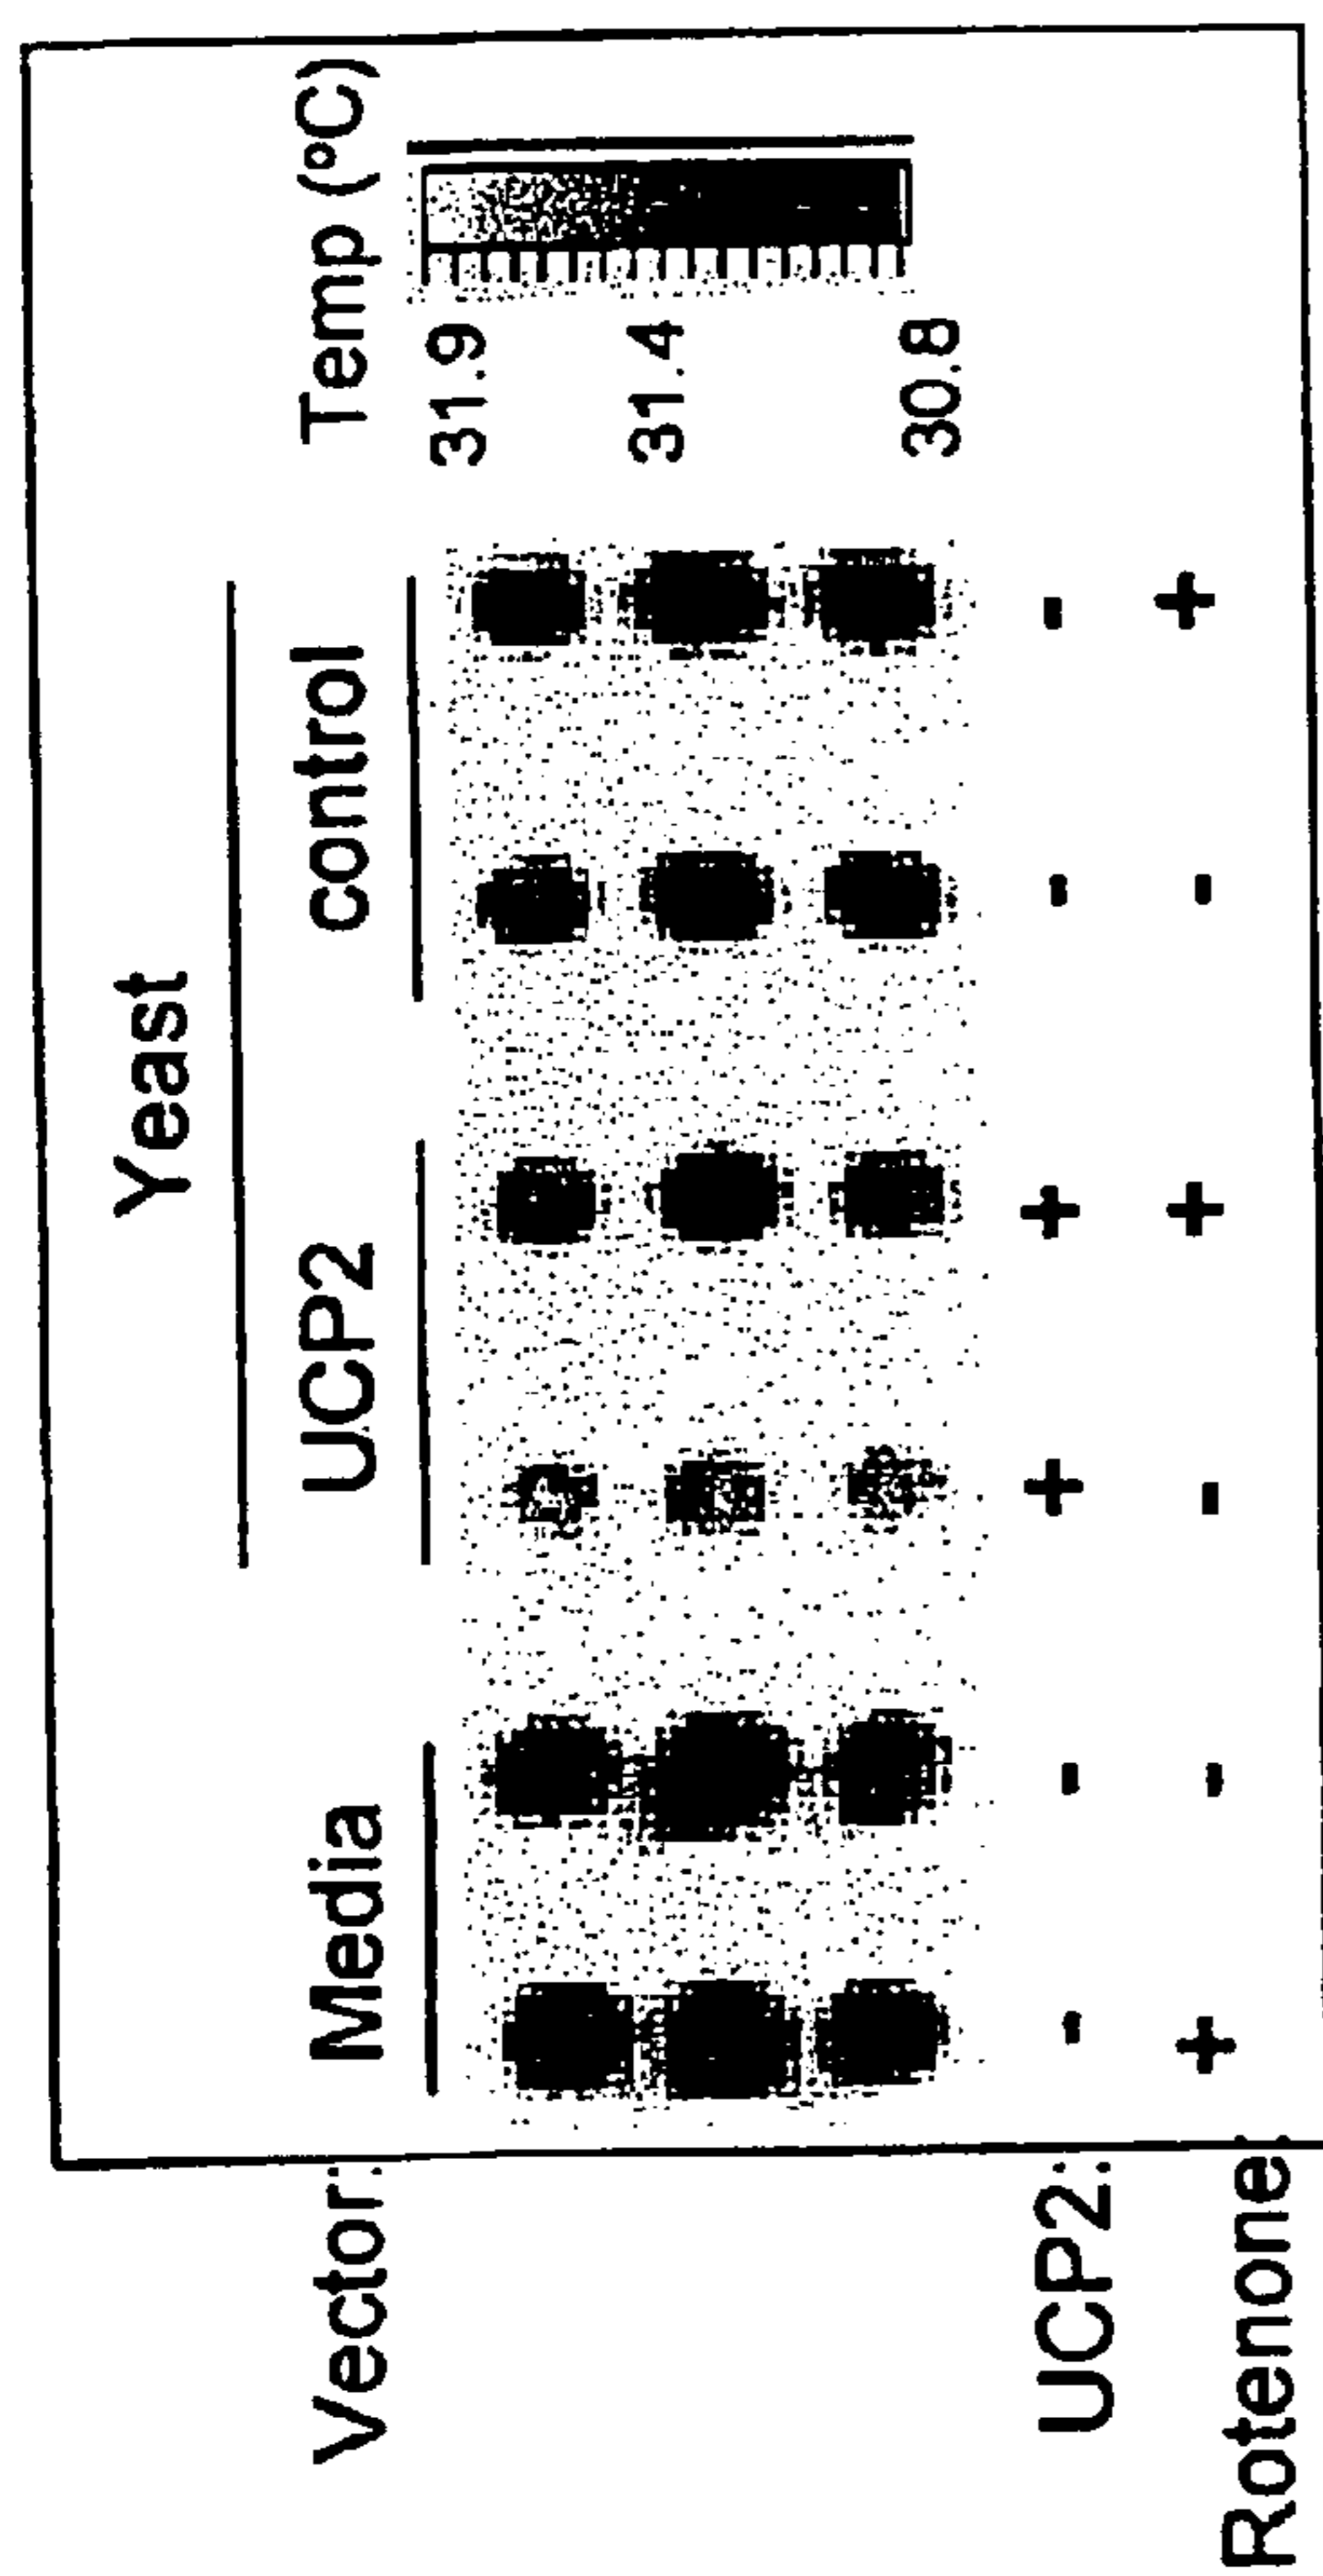 Yeast
Vector: Media UCP2 control Temp (°C)
31.9
31.4
30.8
UCP2: - - + + - -
Rotenone: + - - + - +